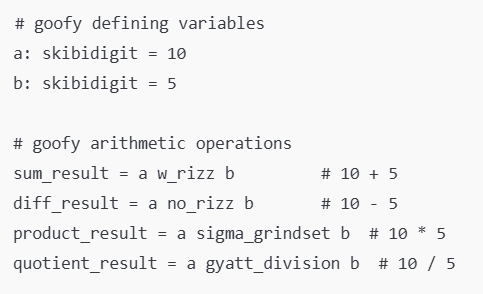 # goofy defining variables
a: skibidigit = 10
b: skibidigit = 5
# goofy arithmetic operations
sum_result = a w_rizz b         # 10 + 5
diff_result = a no_rizz b       # 10 - 5
product_result = a sigma_grindset b  # 10 * 5
quotient_result = a gyatt_division b  # 10 / 5